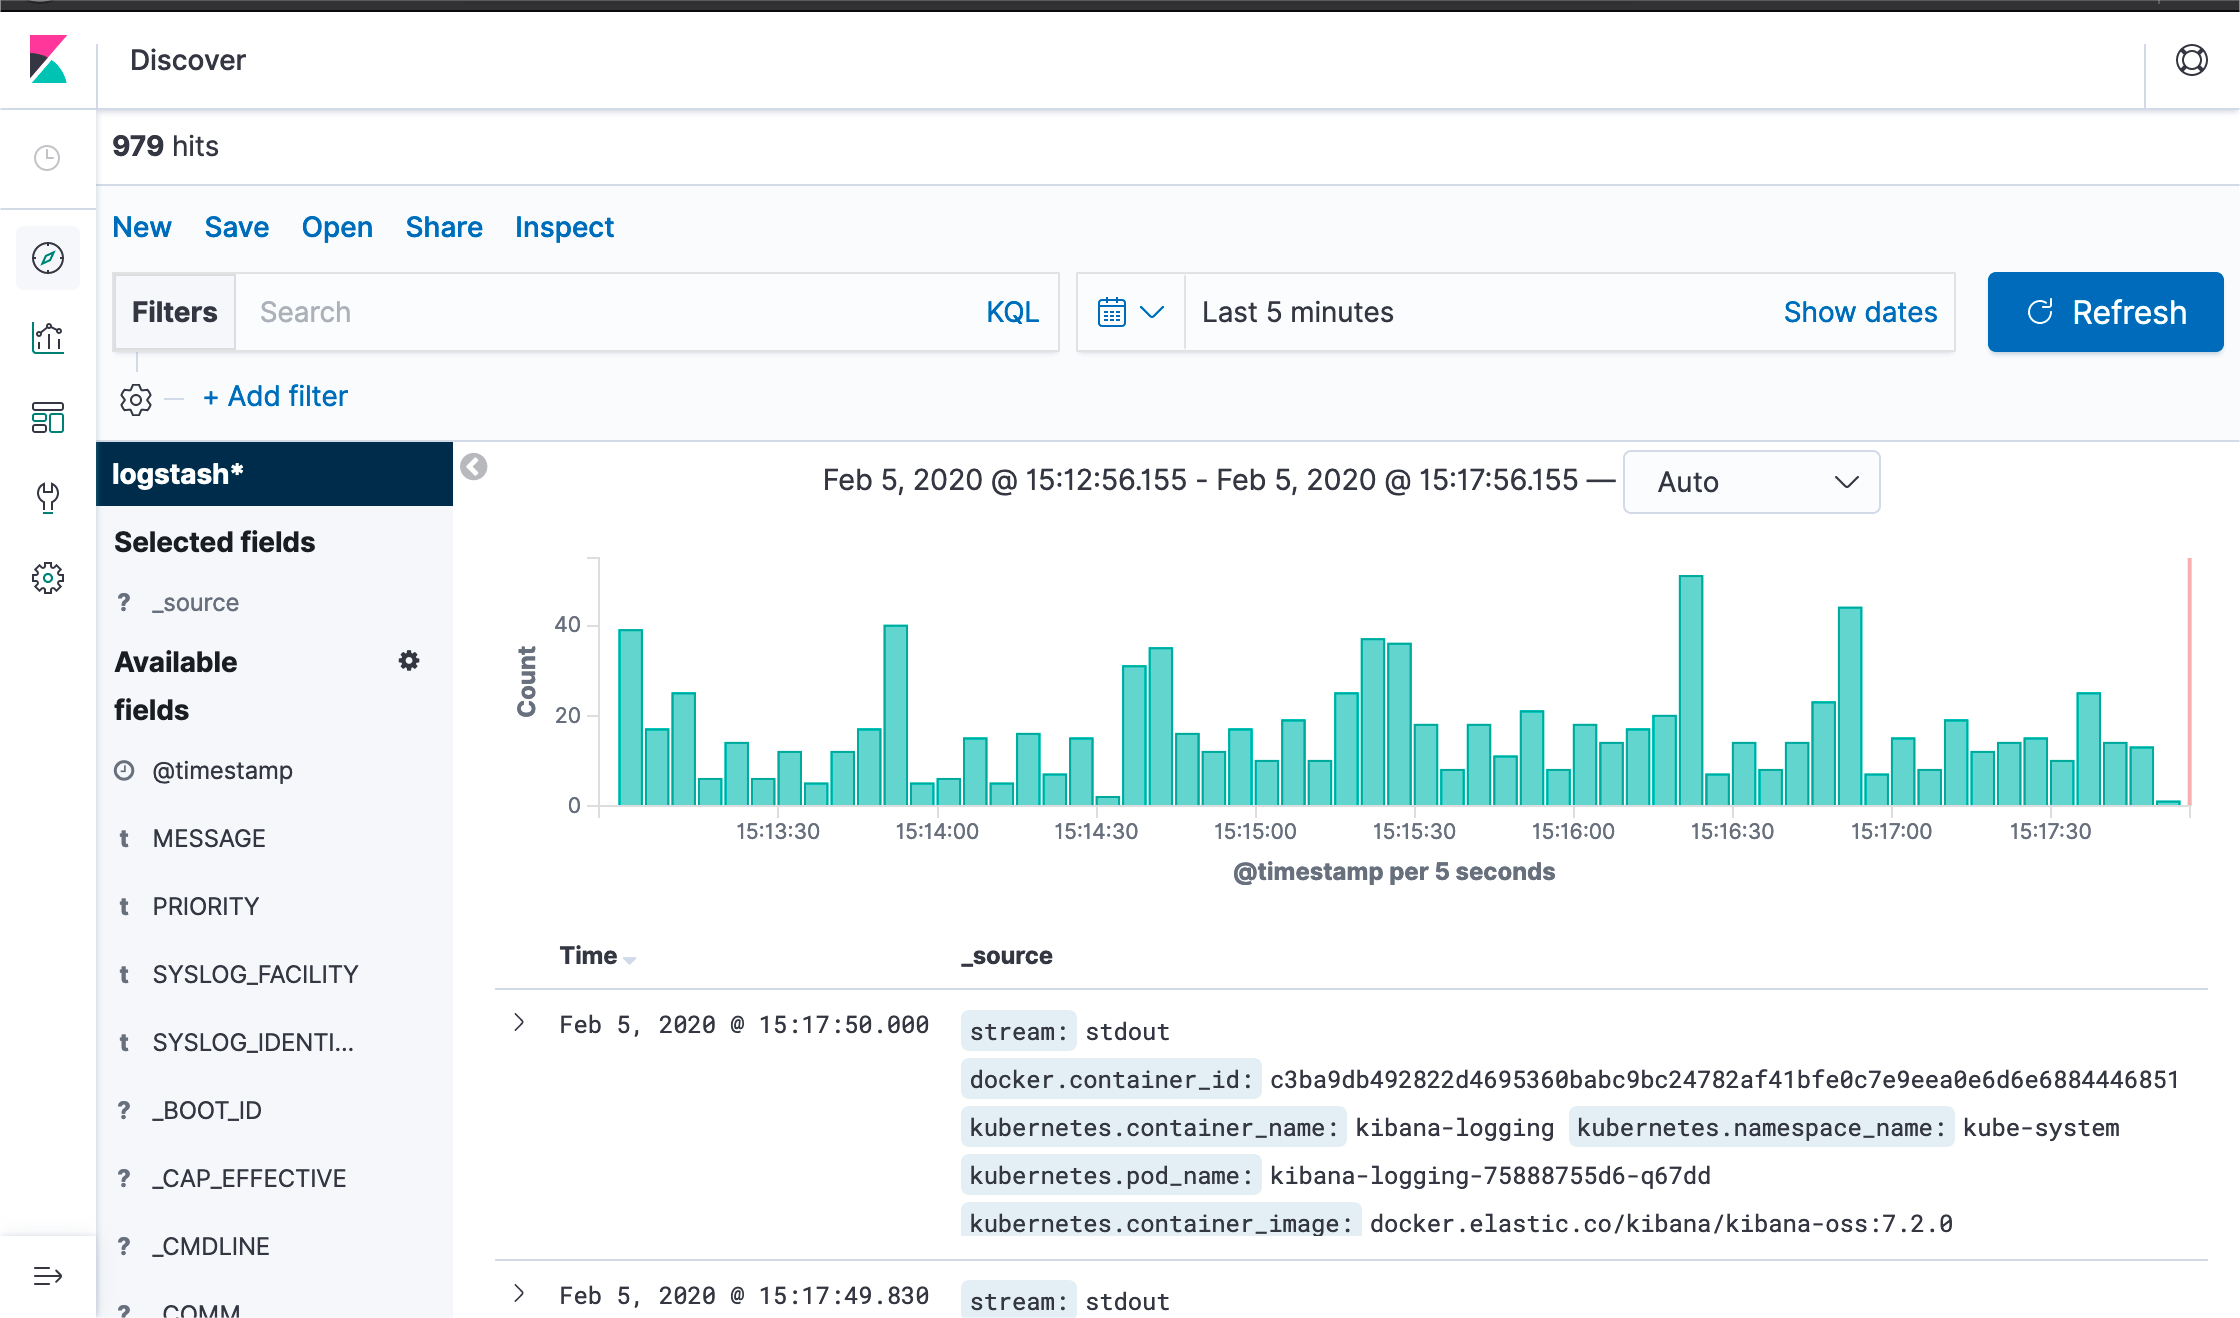 Discover
979 hits
New Save Open Share Inspect
Filters Search KQL Last 5 minutes Show dates Refresh
+ Add filter
logstash*
Selected fields
? _source
Available fields
@timestamp
t MESSAGE
t PRIORITY
t SYSLOG_FACILITY
t SYSLOG_IDENTI...
? _BOOT_ID
? _CAP_EFFECTIVE
? _CMDLINE
? _COMM
Feb 5, 2020 @ 15:12:56.155 - Feb 5, 2020 @ 15:17:56.155 — Auto
Count
40
20
0
15:13:30 15:14:00 15:14:30 15:15:00 15:15:30 15:16:00 15:16:30 15:17:00 15:17:30
@timestamp per 5 seconds
Time _source
Feb 5, 2020 @ 15:17:50.000 stream: stdout
docker.container_id: c3ba9db492822d4695360babc9bc24782af41bfe0c7e9eea0e6d6e6884446851
kubernetes.container_name: kibana-logging kubernetes.namespace_name: kube-system
kubernetes.pod_name: kibana-logging-75888755d6-q67dd
kubernetes.container_image: docker.elastic.co/kibana/kibana-oss:7.2.0
Feb 5, 2020 @ 15:17:49.830 stream: stdout